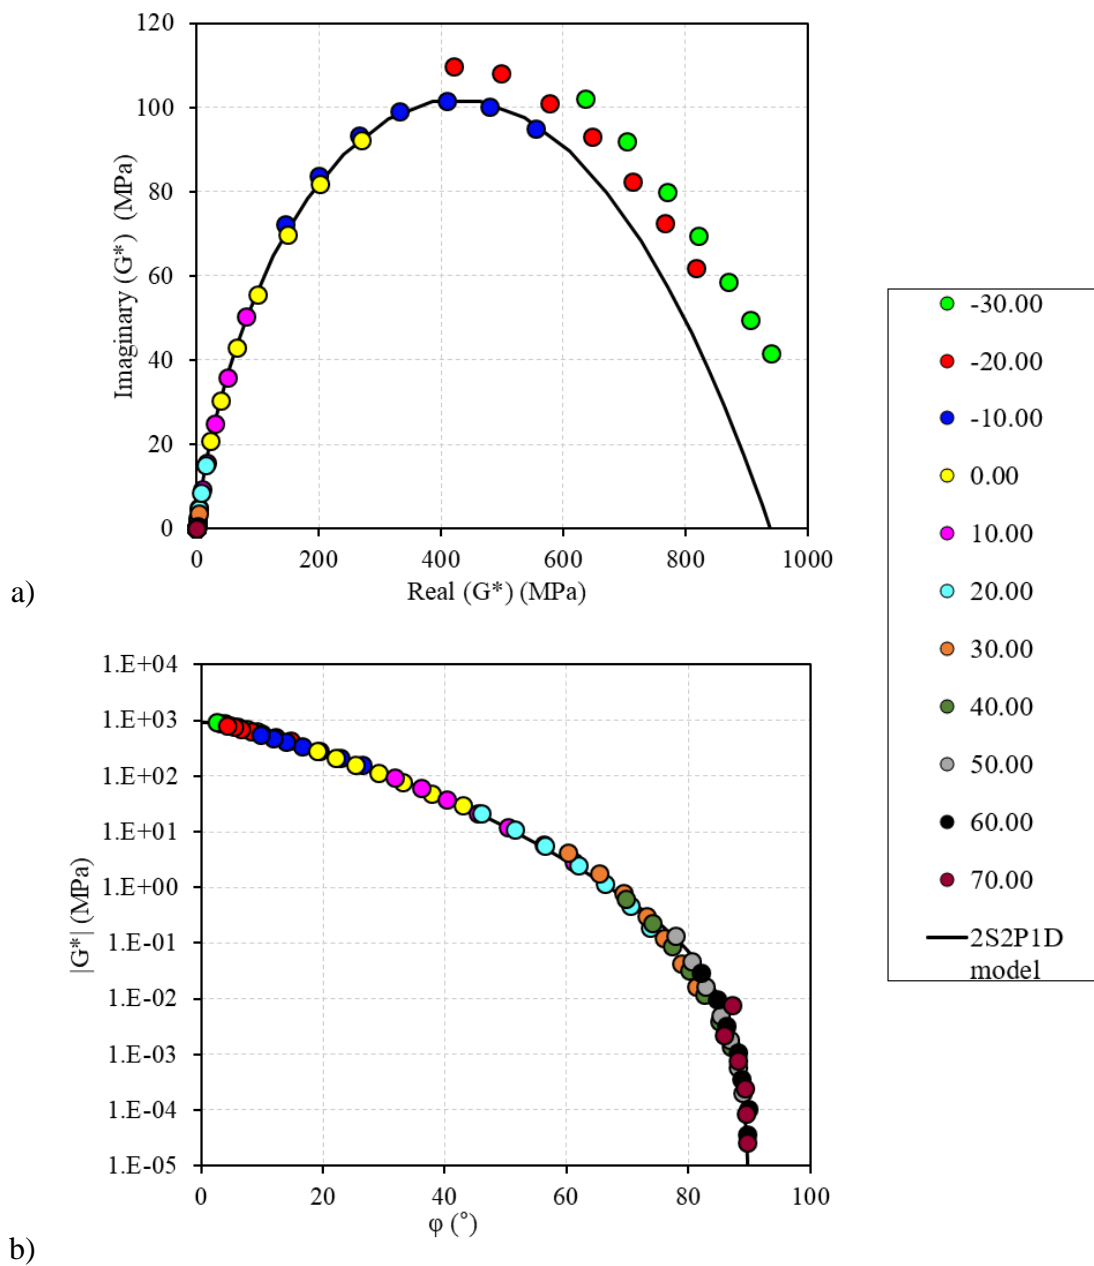 120
100
80
60
40
20
0
Imaginary (G*) (MPa)
0 200 400 600 800 1000
Real (G*) (MPa)
a)
-30.00
-20.00
-10.00
0.00
10.00
20.00
30.00
40.00
50.00
60.00
70.00
2S2P1D
model
1.E+04
1.E+03
1.E+02
1.E+01
1.E+00
1.E-01
1.E-02
1.E-03
1.E-04
1.E-05
|G*| (MPa)
0 20 40 60 80 100
φ (°)
b)